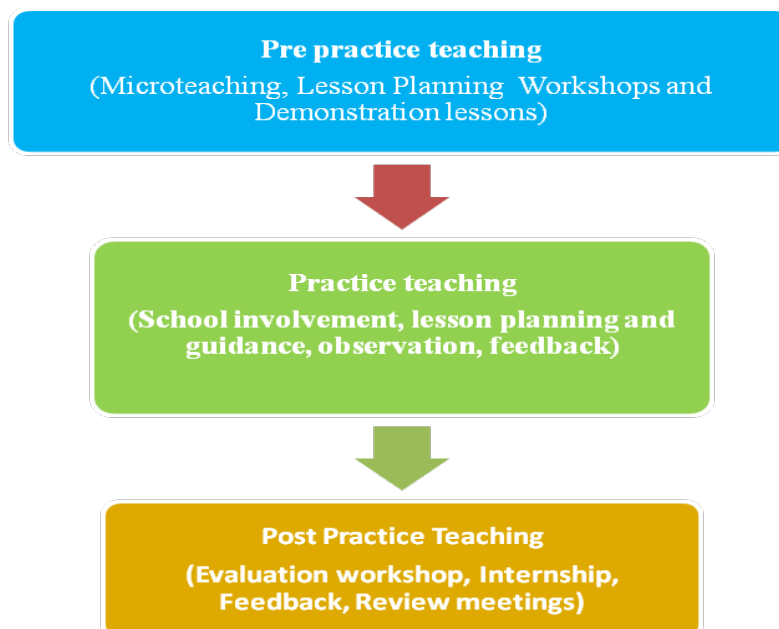 Pre practice teaching
(Microteaching, Lesson Planning Workshops and
Demonstration lessons)
Practice teaching
(School involvement, lesson planning and
guidance, observation, feedback)
Post Practice Teaching
(Evaluation workshop, Internship,
Feedback, Review meetings)